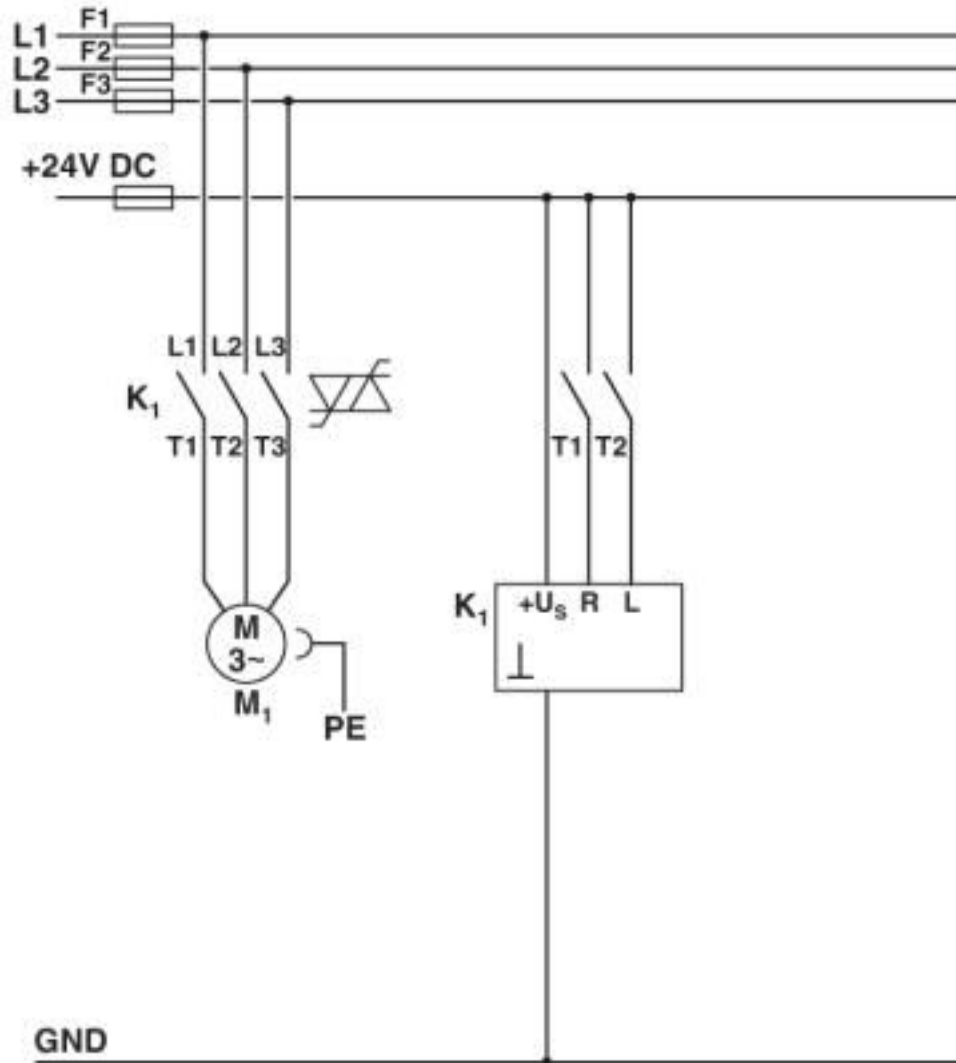 F1
L1
F2
L2
F3
L3
+24V DC
L1 L2 L3
K₁
T1 T2 T3
T1 T2
K₁
+Uₛ R L
M
3~
M₁
PE
GND